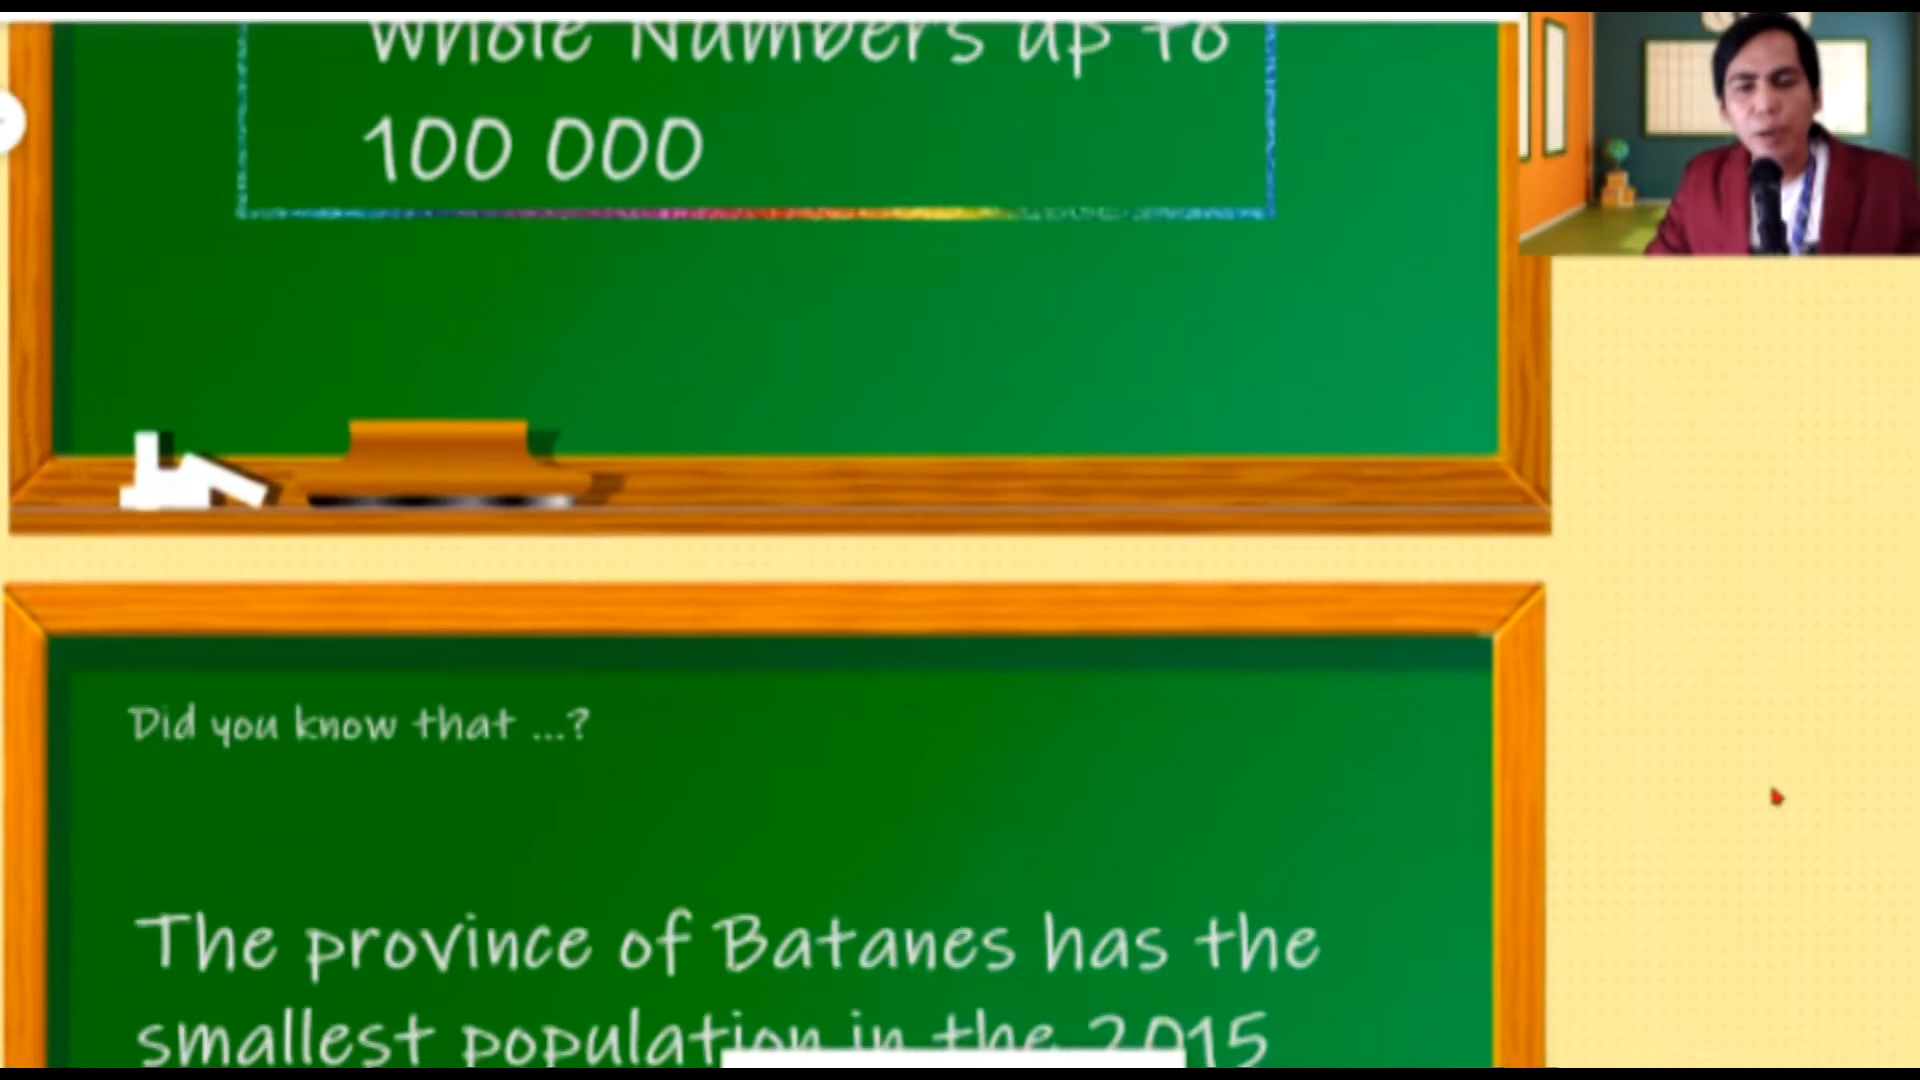 Whole Numbers up to
100 000
Did you know that ...?
The province of Batanes has the
smallest population in the 2015